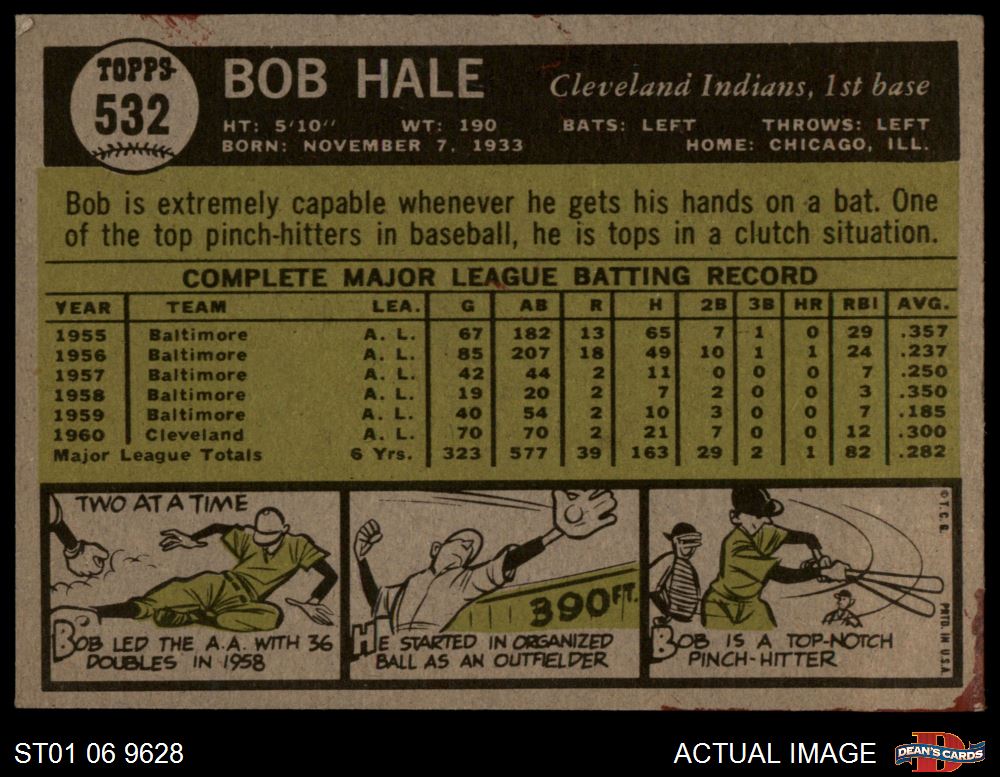 TOPPS
532
BOB HALE
Cleveland Indians, 1st base
HT: 5'10" WT: 190 BATS: LEFT THROWS: LEFT
BORN: NOVEMBER 7, 1933 HOME: CHICAGO, ILL.
Bob is extremely capable whenever he gets his hands on a bat. One
of the top pinch-hitters in baseball, he is tops in a clutch situation.
COMPLETE MAJOR LEAGUE BATTING RECORD
YEAR TEAM LEA. G AB R H 2B 3B HR RBI AVG.
1955 Baltimore A. L. 67 182 13 65 7 1 0 29 .357
1956 Baltimore A. L. 85 207 18 49 10 1 1 24 .237
1957 Baltimore A. L. 42 44 2 11 0 0 0 7 .250
1958 Baltimore A. L. 19 20 2 7 2 0 0 3 .350
1959 Baltimore A. L. 40 54 2 10 3 0 0 7 .185
1960 Cleveland A. L. 70 70 2 21 7 0 0 12 .300
Major League Totals 6 Yrs. 323 577 39 163 29 2 1 82 .282
TWO AT A TIME
BOB LED THE A.A. WITH 36
DOUBLES IN 1958
390 FT.
HE STARTED IN ORGANIZED
BALL AS AN OUTFIELDER
BOB IS A TOP-NOTCH
PINCH-HITTER
© T.C.G.
PRTD IN U.S.A.
ST01 06 9628
ACTUAL IMAGE
D
DEAN'S CARDS